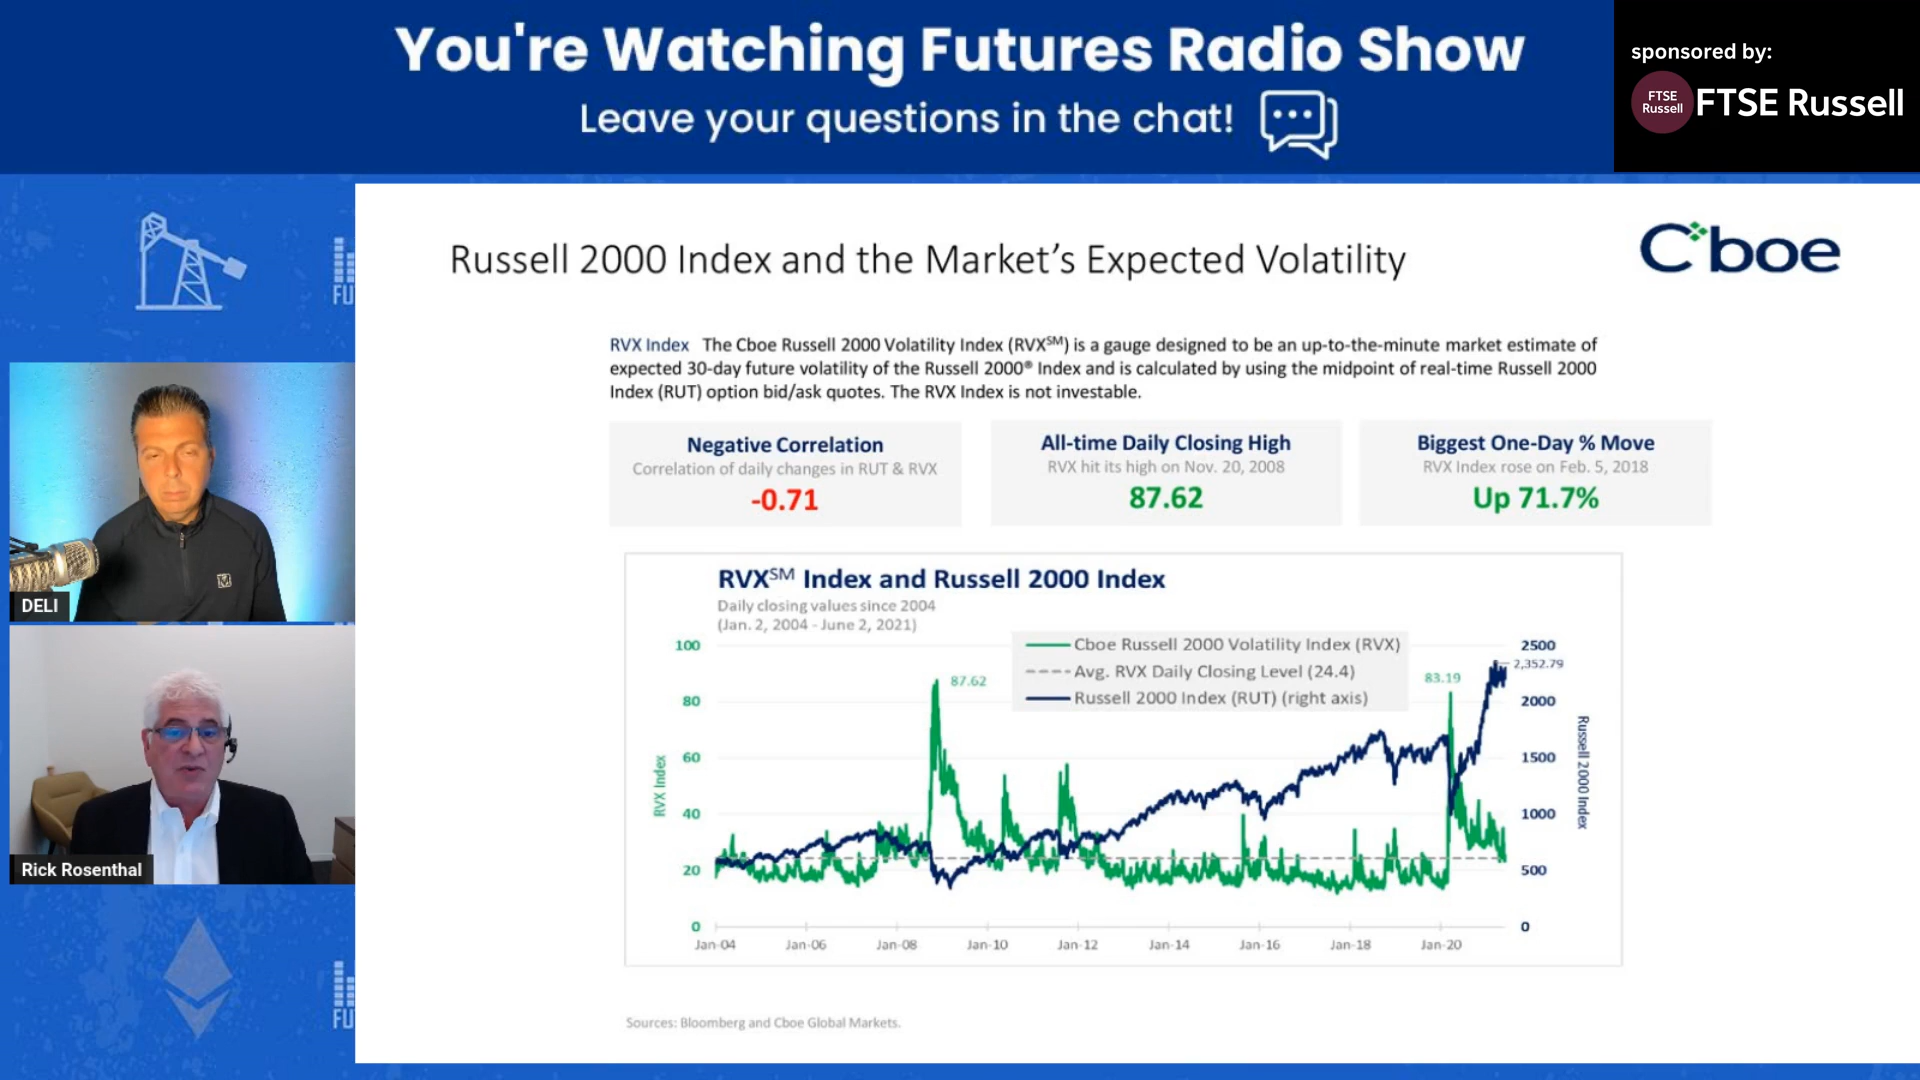 You're Watching Futures Radio Show
Leave your questions in the chat!
sponsored by:
FTSE
Russell
FTSE Russell
Russell 2000 Index and the Market's Expected Volatility
Cboe
RVX Index The Cboe Russell 2000 Volatility Index (RVX℠) is a gauge designed to be an up-to-the-minute market estimate of
expected 30-day future volatility of the Russell 2000® Index and is calculated by using the midpoint of real-time Russell 2000
Index (RUT) option bid/ask quotes. The RVX Index is not investable.
Negative Correlation
Correlation of daily changes in RUT & RVX
-0.71
All-time Daily Closing High
RVX hit its high on Nov. 20, 2008
87.62
Biggest One-Day % Move
RVX Index rose on Feb. 5, 2018
Up 71.7%
RVX℠ Index and Russell 2000 Index
Daily closing values since 2004
(Jan. 2, 2004 - June 2, 2021)
Cboe Russell 2000 Volatility Index (RVX)
Avg. RVX Daily Closing Level (24.4)
Russell 2000 Index (RUT) (right axis)
100
80
60
40
20
0
RVX Index
87.62
83.19
2,352.79
2500
2000
1500
1000
500
0
Russell 2000 Index
Jan-04 Jan-06 Jan-08 Jan-10 Jan-12 Jan-14 Jan-16 Jan-18 Jan-20
Sources: Bloomberg and Cboe Global Markets.
DELI
Rick Rosenthal
FU
FU